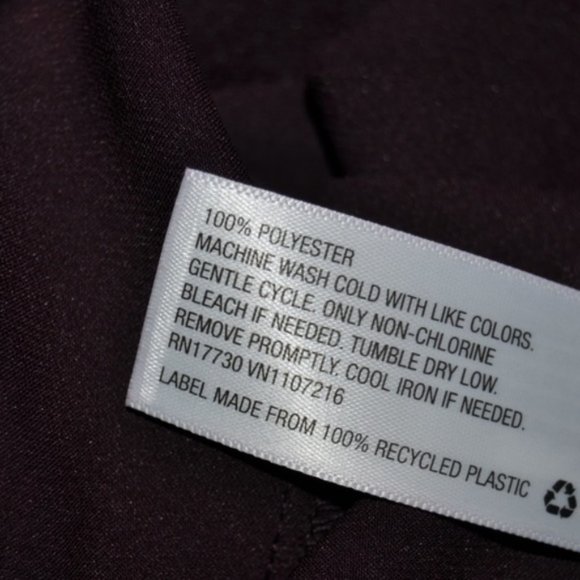 100% POLYESTER
MACHINE WASH COLD WITH LIKE COLORS.
GENTLE CYCLE. ONLY NON-CHLORINE
BLEACH IF NEEDED. TUMBLE DRY LOW.
REMOVE PROMPTLY. COOL IRON IF NEEDED.
RN17730 VN1107216
LABEL MADE FROM 100% RECYCLED PLASTIC